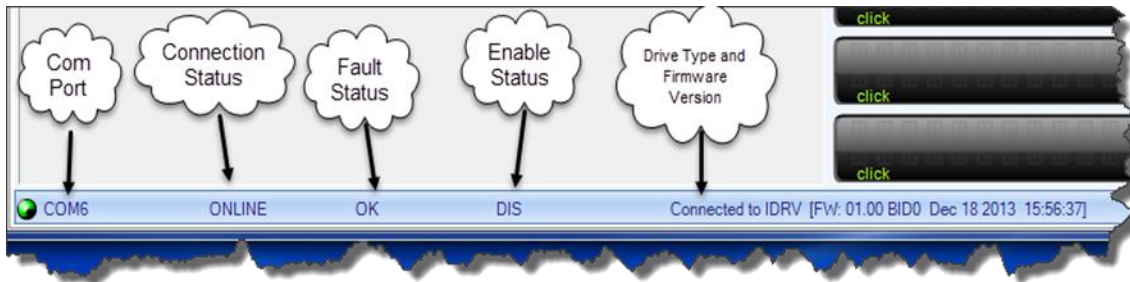 click
Com
Port
Connection
Status
Fault
Status
Enable
Status
Drive Type and
Firmware
Version
click
click
COM6 ONLINE OK DIS Connected to IDRV [FW: 01.00 BID0 Dec 18 2013 15:56:37]